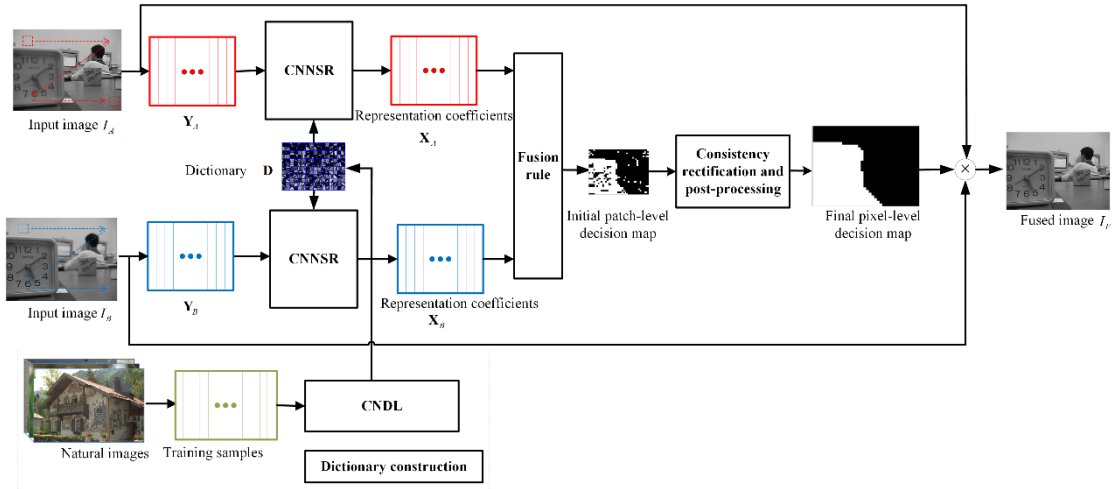 CNNSR
Input image I_A
Y_A
Representation coefficients
X_A
Dictionary D
Fusion
rule
Consistency
rectification and
post-processing
Initial patch-level
decision map
Final pixel-level
decision map
×
Fused image I_F
CNNSR
Input image I_B
Y_B
Representation coefficients
X_B
CNDL
Natural images
Training samples
Dictionary construction